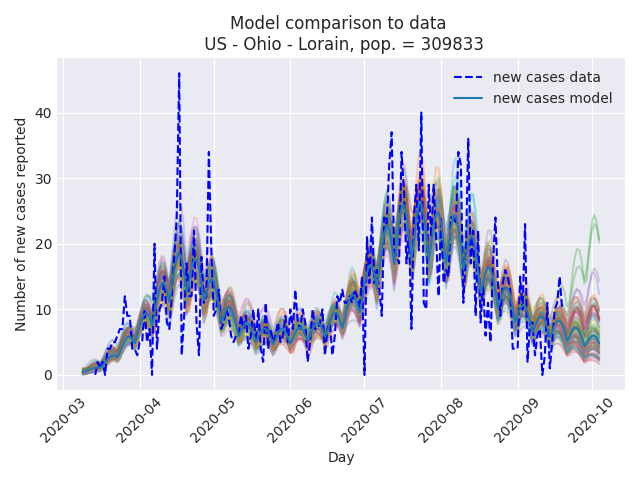 Model comparison to data
US - Ohio - Lorain, pop. = 309833
new cases data
new cases model
Number of new cases reported
40
30
20
10
0
2020-03
2020-04
2020-05
2020-06
2020-07
2020-08
2020-09
2020-10
Day